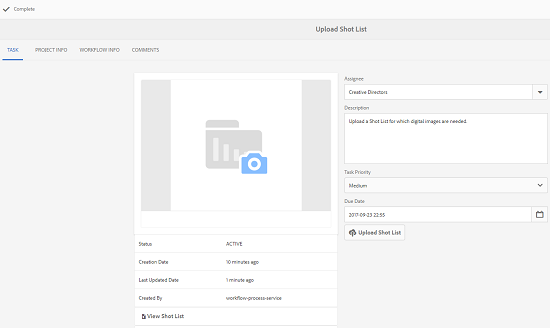 Complete
Upload Shot List
TASK PROJECT INFO WORKFLOW INFO COMMENTS
Assignee
Creative Directors
Description
Upload a Shot List for which digital images are needed.
Task Priority
Medium
Due Date
2017-09-23 22:55
Upload Shot List
Status ACTIVE
Creation Date 10 minutes ago
Last Updated Date 1 minute ago
Created By workflow-process-service
View Shot List